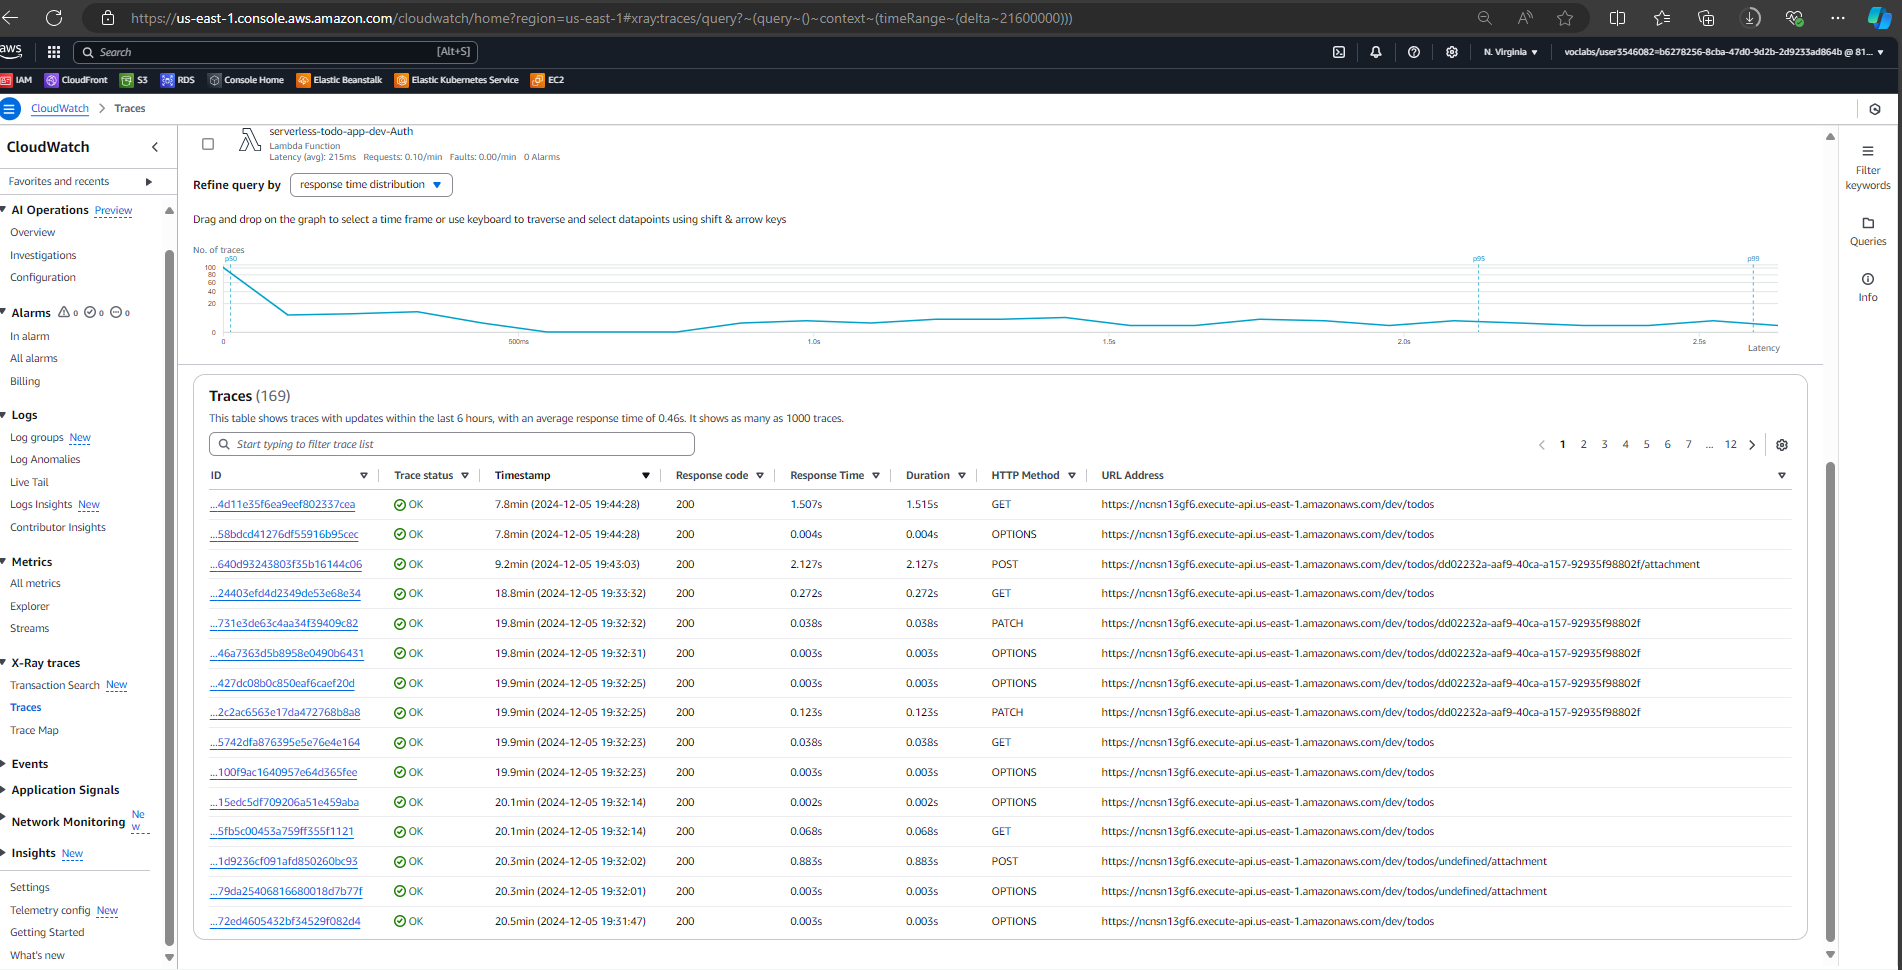 https://us-east-1.console.aws.amazon.com/cloudwatch/home?region=us-east-1#xray:traces/query?~(query~()~context~(timeRange~(delta~21600000)))
aws Search [Alt+S] N. Virginia voclabs/user3546082=b6278256-8cba-47d0-9d2b-2d9233ad864b @ 81...
IAM CloudFront S3 RDS Console Home Elastic Beanstalk Elastic Kubernetes Service EC2
CloudWatch > Traces
CloudWatch
Favorites and recents
AI Operations Preview
Overview
Investigations
Configuration
Alarms 0 0 0
In alarm
All alarms
Billing
Logs
Log groups New
Log Anomalies
Live Tail
Logs Insights New
Contributor Insights
Metrics
All metrics
Explorer
Streams
X-Ray traces
Transaction Search New
Traces
Trace Map
Events
Application Signals
Network Monitoring Ne
w
Insights New
Settings
Telemetry config New
Getting Started
What's new
serverless-todo-app-dev-Auth
Lambda Function
Latency (avg): 215ms Requests: 0.10/min Faults: 0.00/min 0 Alarms
Refine query by response time distribution
Drag and drop on the graph to select a time frame or use keyboard to traverse and select datapoints using shift & arrow keys
No. of traces
p50 p95 p99
100
80
60
40
20
0
0 500ms 1.0s 1.5s 2.0s 2.5s
Latency
Traces (169)
This table shows traces with updates within the last 6 hours, with an average response time of 0.46s. It shows as many as 1000 traces.
Start typing to filter trace list
1 2 3 4 5 6 7 ... 12
ID Trace status Timestamp Response code Response Time Duration HTTP Method URL Address
...4d11e35f6ea9eef802337cea OK 7.8min (2024-12-05 19:44:28) 200 1.507s 1.515s GET https://ncnsn13gf6.execute-api.us-east-1.amazonaws.com/dev/todos
...58bdcd41276df55916b95cec OK 7.8min (2024-12-05 19:44:28) 200 0.004s 0.004s OPTIONS https://ncnsn13gf6.execute-api.us-east-1.amazonaws.com/dev/todos
...640d93243803f35b16144c06 OK 9.2min (2024-12-05 19:43:03) 200 2.127s 2.127s POST https://ncnsn13gf6.execute-api.us-east-1.amazonaws.com/dev/todos/dd02232a-aaf9-40ca-a157-92935f98802f/attachment
...24403efd4d2349de53e68e34 OK 18.8min (2024-12-05 19:33:32) 200 0.272s 0.272s GET https://ncnsn13gf6.execute-api.us-east-1.amazonaws.com/dev/todos
...731e3de63c4aa34f39409c82 OK 19.8min (2024-12-05 19:32:32) 200 0.038s 0.038s PATCH https://ncnsn13gf6.execute-api.us-east-1.amazonaws.com/dev/todos/dd02232a-aaf9-40ca-a157-92935f98802f
...46a7363d5b8958e0490b6431 OK 19.8min (2024-12-05 19:32:31) 200 0.003s 0.003s OPTIONS https://ncnsn13gf6.execute-api.us-east-1.amazonaws.com/dev/todos/dd02232a-aaf9-40ca-a157-92935f98802f
...427dc08b0c850eaf6caef20d OK 19.9min (2024-12-05 19:32:25) 200 0.003s 0.003s OPTIONS https://ncnsn13gf6.execute-api.us-east-1.amazonaws.com/dev/todos/dd02232a-aaf9-40ca-a157-92935f98802f
...2c2ac6563e17da472768b8a8 OK 19.9min (2024-12-05 19:32:25) 200 0.123s 0.123s PATCH https://ncnsn13gf6.execute-api.us-east-1.amazonaws.com/dev/todos/dd02232a-aaf9-40ca-a157-92935f98802f
...5742dfa876395e5e76e4e164 OK 19.9min (2024-12-05 19:32:23) 200 0.038s 0.038s GET https://ncnsn13gf6.execute-api.us-east-1.amazonaws.com/dev/todos
...100f9ac1640957e64d365fee OK 19.9min (2024-12-05 19:32:23) 200 0.003s 0.003s OPTIONS https://ncnsn13gf6.execute-api.us-east-1.amazonaws.com/dev/todos
...15edc5df709206a51e459aba OK 20.1min (2024-12-05 19:32:14) 200 0.002s 0.002s OPTIONS https://ncnsn13gf6.execute-api.us-east-1.amazonaws.com/dev/todos
...5fb5c00453a759ff355f1121 OK 20.1min (2024-12-05 19:32:14) 200 0.068s 0.068s GET https://ncnsn13gf6.execute-api.us-east-1.amazonaws.com/dev/todos
...1d9236cf091afd850260bc93 OK 20.3min (2024-12-05 19:32:02) 200 0.883s 0.883s POST https://ncnsn13gf6.execute-api.us-east-1.amazonaws.com/dev/todos/undefined/attachment
...79da25406816680018d7b77f OK 20.3min (2024-12-05 19:32:01) 200 0.003s 0.003s OPTIONS https://ncnsn13gf6.execute-api.us-east-1.amazonaws.com/dev/todos/undefined/attachment
...72ed4605432bf34529f082d4 OK 20.5min (2024-12-05 19:31:47) 200 0.003s 0.003s OPTIONS https://ncnsn13gf6.execute-api.us-east-1.amazonaws.com/dev/todos
Filter
keywords
Queries
Info